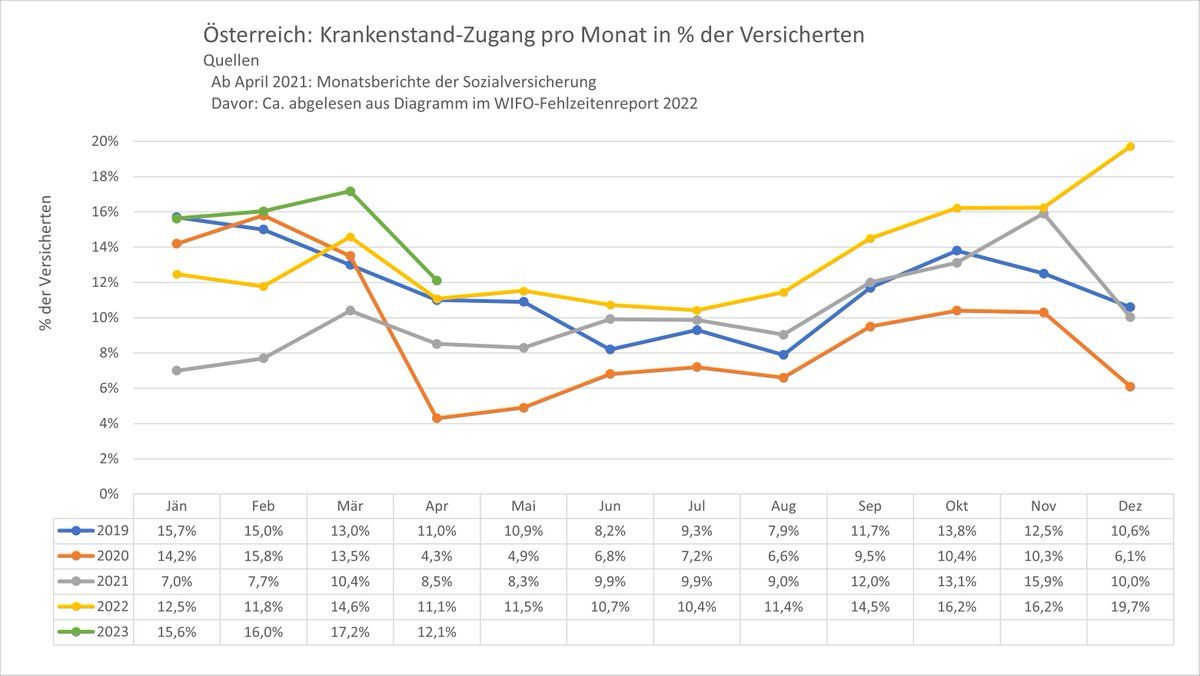 Österreich: Krankenstand-Zugang pro Monat in % der Versicherten
Quellen
Ab April 2021: Monatsberichte der Sozialversicherung
Davor: Ca. abgelesen aus Diagramm im WIFO-Fehlzeitenreport 2022
% der Versicherten
20%
18%
16%
14%
12%
10%
8%
6%
4%
2%
0%
Jän Feb Mär Apr Mai Jun Jul Aug Sep Okt Nov Dez
2019 15,7% 15,0% 13,0% 11,0% 10,9% 8,2% 9,3% 7,9% 11,7% 13,8% 12,5% 10,6%
2020 14,2% 15,8% 13,5% 4,3% 4,9% 6,8% 7,2% 6,6% 9,5% 10,4% 10,3% 6,1%
2021 7,0% 7,7% 10,4% 8,5% 8,3% 9,9% 9,9% 9,0% 12,0% 13,1% 15,9% 10,0%
2022 12,5% 11,8% 14,6% 11,1% 11,5% 10,7% 10,4% 11,4% 14,5% 16,2% 16,2% 19,7%
2023 15,6% 16,0% 17,2% 12,1%